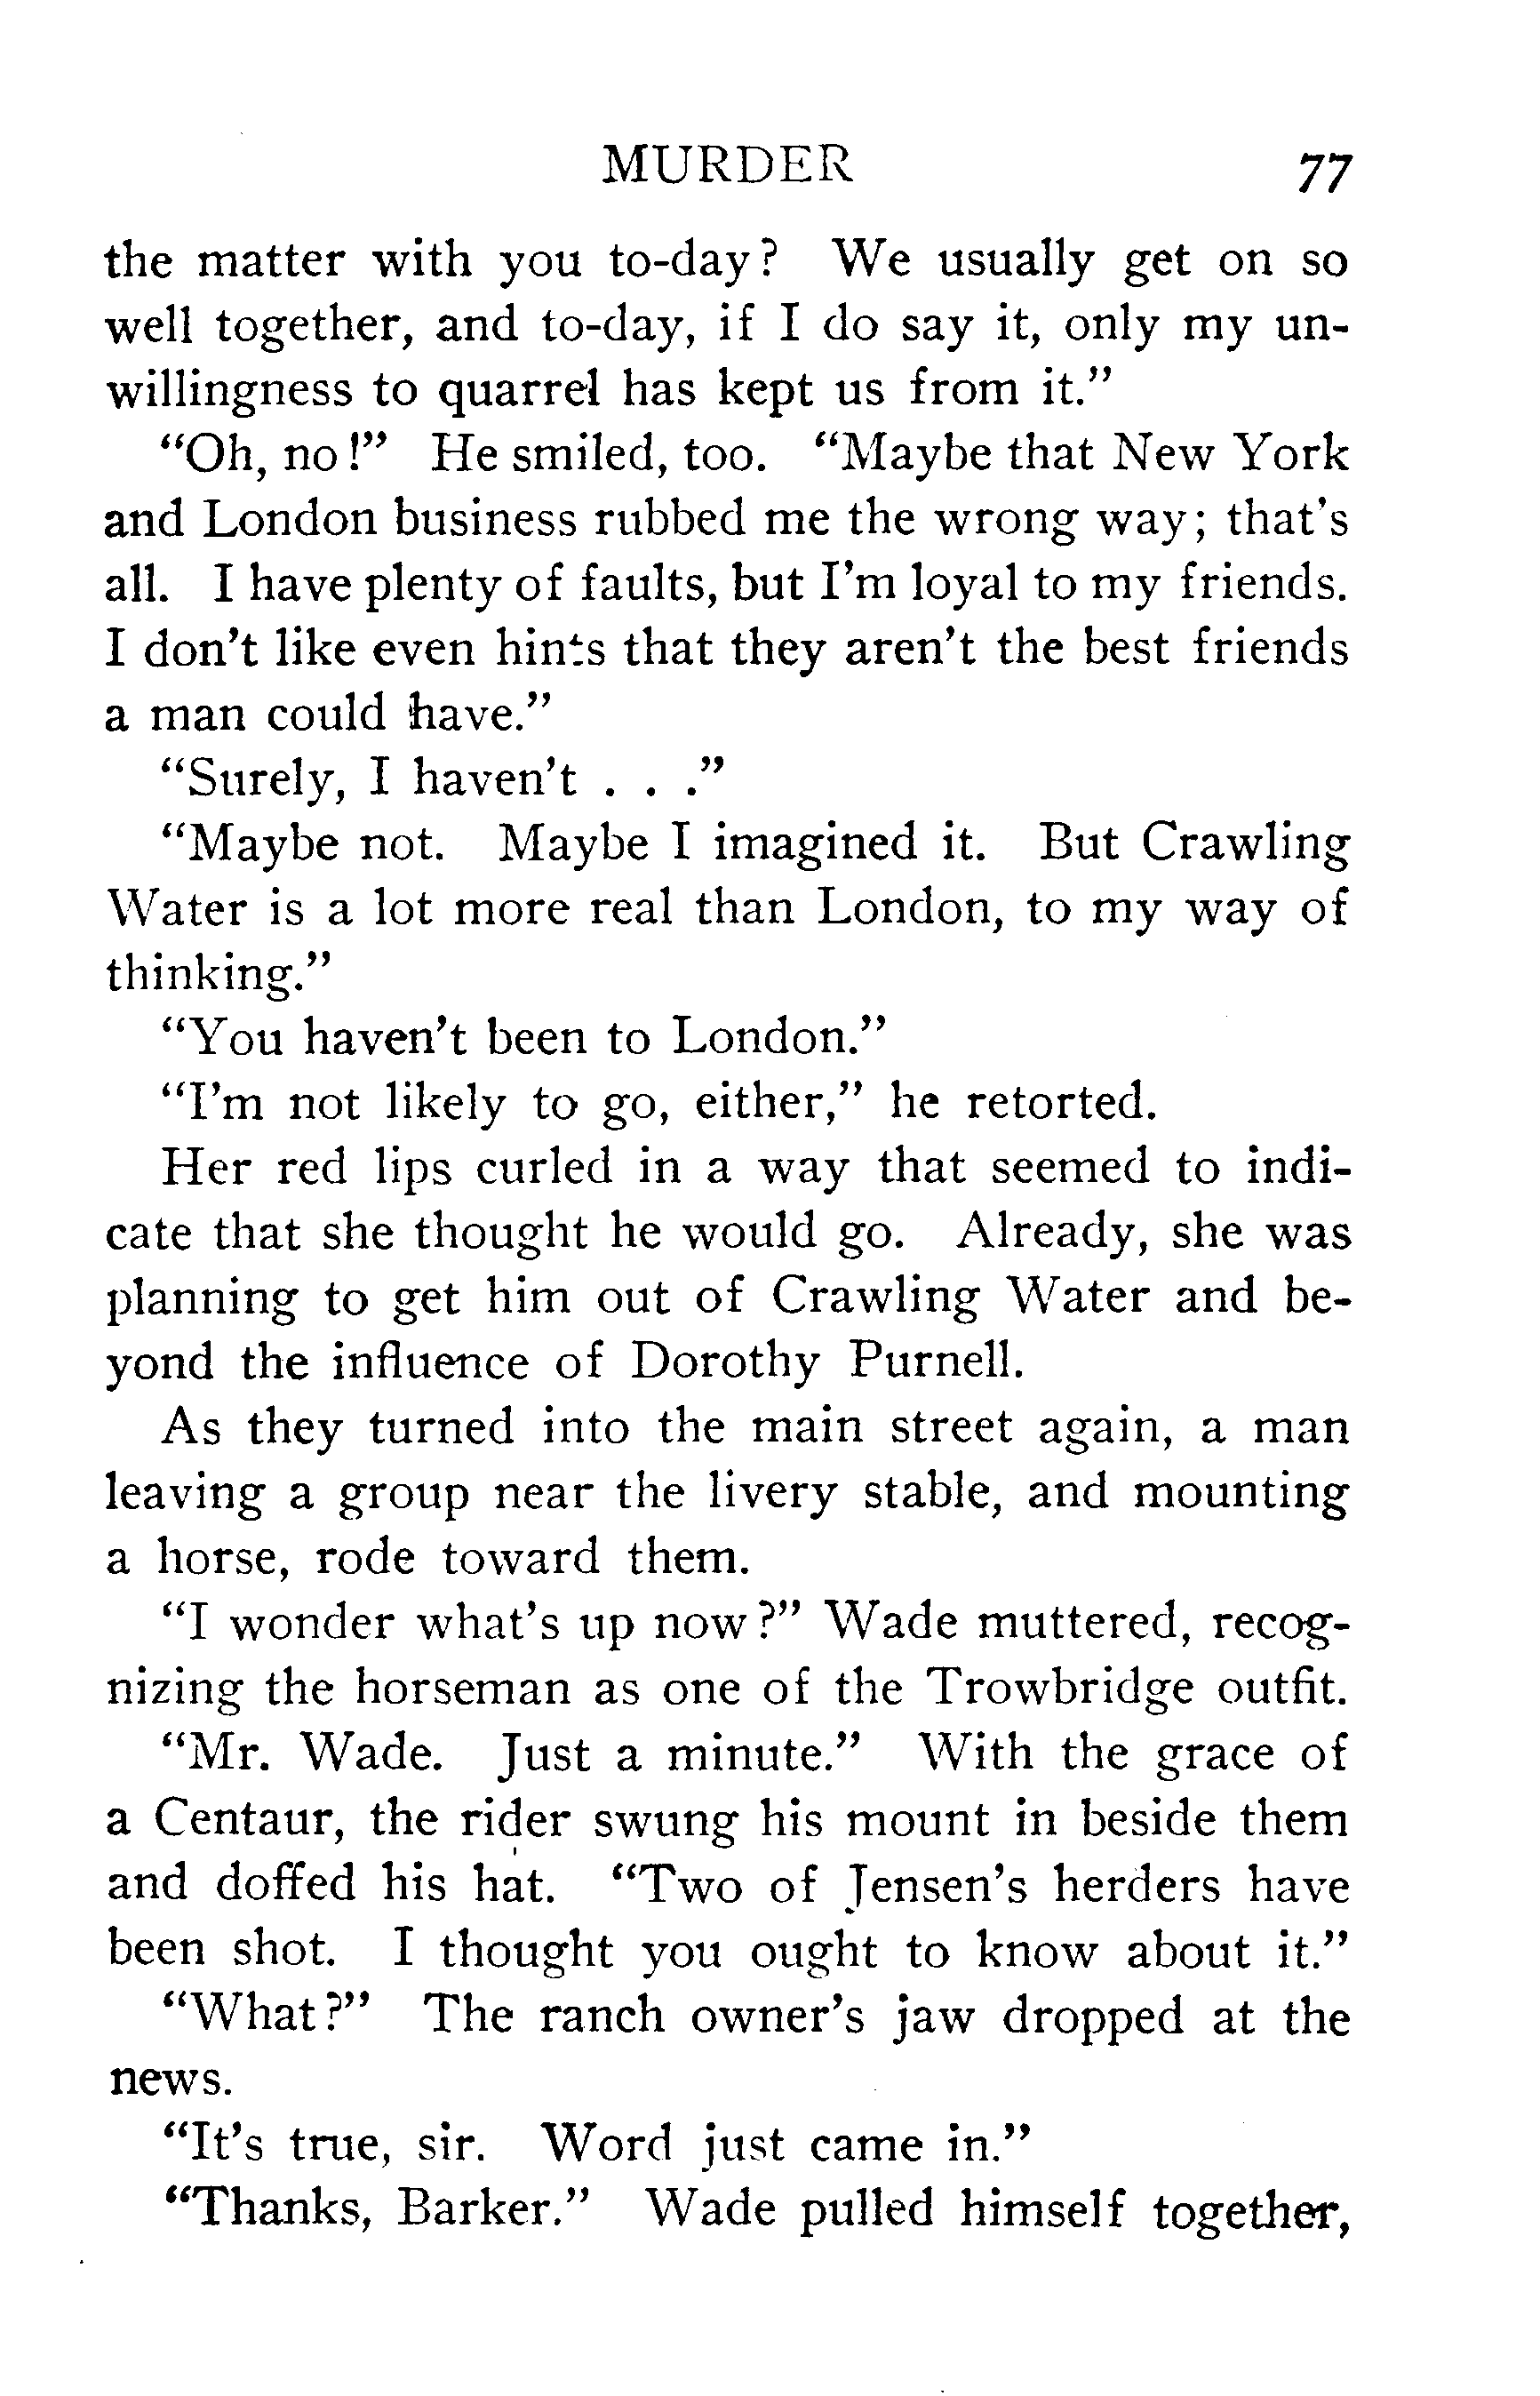 MURDER 77
the matter with you to-day? We usually get on so
well together, and to-day, if I do say it, only my un-
willingness to quarrel has kept us from it."
"Oh, no!" He smiled, too. "Maybe that New York
and London business rubbed me the wrong way; that's
all. I have plenty of faults, but I'm loyal to my friends.
I don't like even hints that they aren't the best friends
a man could have."
"Surely, I haven't . . ."
"Maybe not. Maybe I imagined it. But Crawling
Water is a lot more real than London, to my way of
thinking."
"You haven't been to London."
"I'm not likely to go, either," he retorted.
Her red lips curled in a way that seemed to indi-
cate that she thought he would go. Already, she was
planning to get him out of Crawling Water and be-
yond the influence of Dorothy Purnell.
As they turned into the main street again, a man
leaving a group near the livery stable, and mounting
a horse, rode toward them.
"I wonder what's up now?" Wade muttered, recog-
nizing the horseman as one of the Trowbridge outfit.
"Mr. Wade. Just a minute." With the grace of
a Centaur, the rider swung his mount in beside them
and doffed his hat. "Two of Jensen's herders have
been shot. I thought you ought to know about it."
"What?" The ranch owner's jaw dropped at the
news.
"It's true, sir. Word just came in."
"Thanks, Barker." Wade pulled himself together,